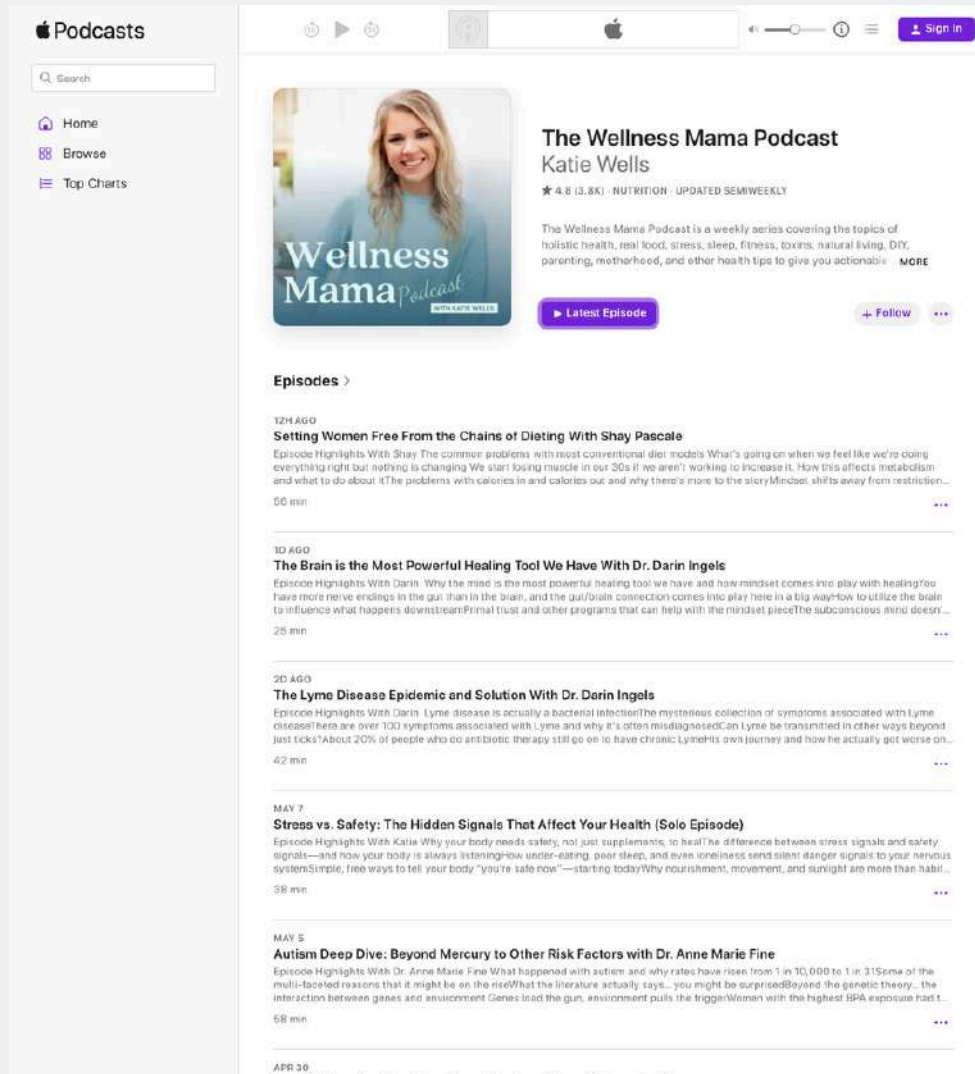 Podcasts
Search
Home
Browse
Top Charts
Sign In
Wellness
Mama Podcast
WITH KATIE WELLS
The Wellness Mama Podcast
Katie Wells
★ 4.8 (3.8K) · NUTRITION · UPDATED SEMIWEEKLY
The Wellness Mama Podcast is a weekly series covering the topics of
holistic health, real food, stress, sleep, fitness, toxins, natural living, DIY,
parenting, motherhood, and other health tips to give you actionable MORE
Latest Episode
+ Follow
Episodes
12H AGO
Setting Women Free From the Chains of Dieting With Shay Pascale
Episode Highlights With Shay The common problems with most conventional diet models What's going on when we feel like we're doing
everything right but nothing is changing We start losing muscle in our 30s if we aren't working to increase it. How this affects metabolism
and what to do about itThe problems with calories in and calories out and why there's more to the storyMindset shifts away from restriction...
56 min
1D AGO
The Brain is the Most Powerful Healing Tool We Have With Dr. Darin Ingels
Episode Highlights With Darin Why the mind is the most powerful healing tool we have and how mindset comes into play with healingYou
have more nerve endings in the gut than in the brain, and the gut/brain connection comes into play here in a big wayHow to utilize the brain
to influence what happens downstreamPrimal trust and other programs that can help with the mindset pieceThe subconscious mind doesn'...
25 min
2D AGO
The Lyme Disease Epidemic and Solution With Dr. Darin Ingels
Episode Highlights With Darin Lyme disease is actually a bacterial infectionThe mysterious collection of symptoms associated with Lyme
diseaseThere are over 100 symptoms associated with Lyme and why it's often misdiagnosedCan Lyme be transmitted in other ways beyond
just ticks?About 20% of people who do antibiotic therapy still go on to have chronic LymeHis own journey and how he actually got worse on...
42 min
MAY 7
Stress vs. Safety: The Hidden Signals That Affect Your Health (Solo Episode)
Episode Highlights With Katie Why your body needs safety, not just supplements, to healThe difference between stress signals and safety
signals—and how your body is always listeningHow under-eating, poor sleep, and even loneliness send silent danger signals to your nervous
systemSimple, free ways to tell your body "you're safe now"—starting todayWhy nourishment, movement, and sunlight are more than habit...
38 min
MAY 5
Autism Deep Dive: Beyond Mercury to Other Risk Factors with Dr. Anne Marie Fine
Episode Highlights With Dr. Anne Marie Fine What happened with autism and why rates have risen from 1 in 10,000 to 1 in 31Some of the
multi-faceted reasons that it might be on the riseWhat the literature actually says... you might be surprisedBeyond the genetic theory... the
interaction between genes and environment Genes load the gun, environment pulls the triggerWomen with the highest BPA exposure had t...
58 min
APR 30